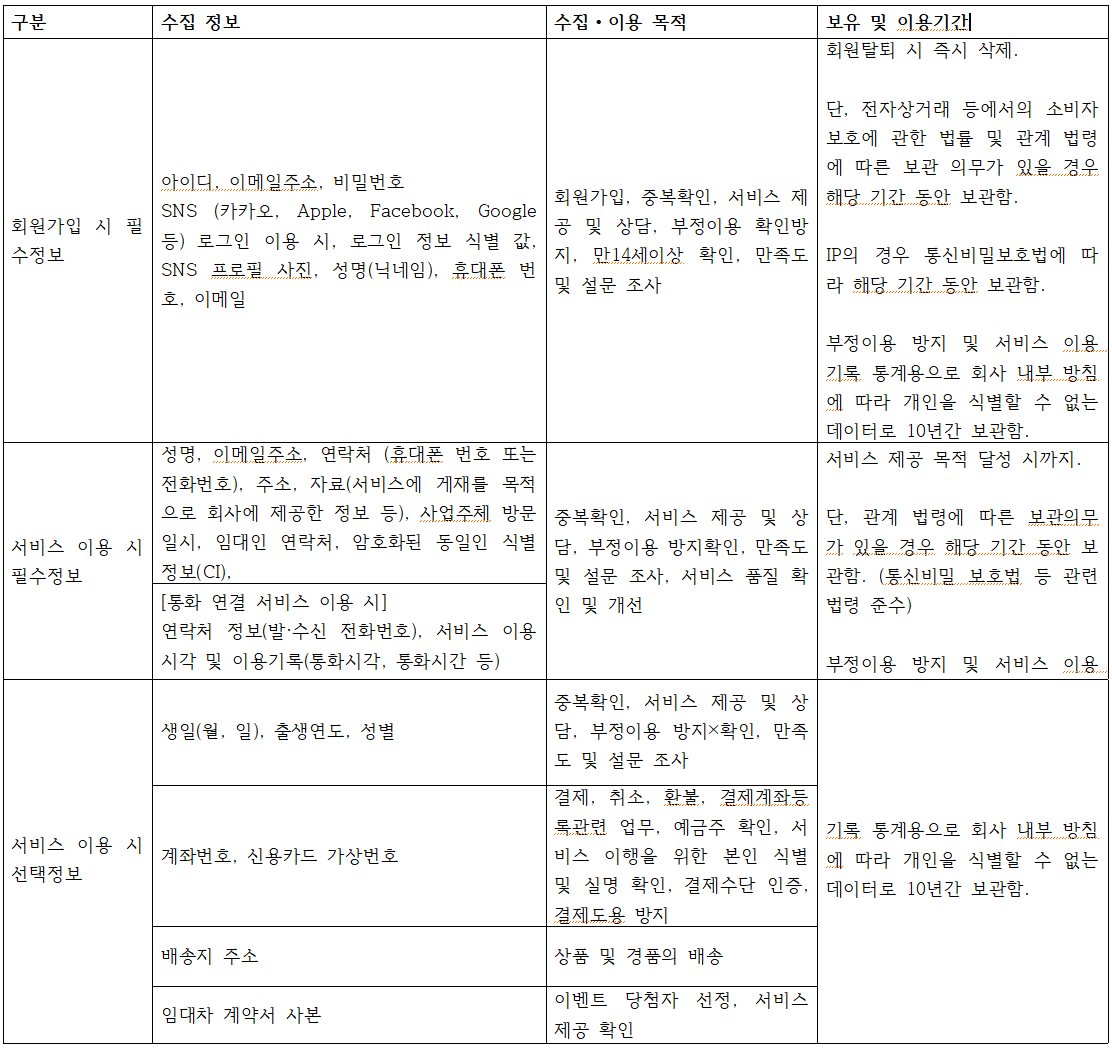 구분
수집 정보
수집·이용 목적
보유 및 이용기간
회원가입 시 필
수정보
아이디, 이메일주소, 비밀번호
SNS (카카오, Apple, Facebook, Google
등) 로그인 이용 시, 로그인 정보 식별 값,
SNS 프로필 사진, 성명(닉네임), 휴대폰 번
호, 이메일
회원가입, 중복확인, 서비스 제
공 및 상담, 부정이용 확인방
지, 만14세이상 확인, 만족도
및 설문 조사
회원탈퇴 시 즉시 삭제.
단, 전자상거래 등에서의 소비자
보호에 관한 법률 및 관계 법령
에 따른 보관 의무가 있을 경우
해당 기간 동안 보관함.
IP의 경우 통신비밀보호법에 따
라 해당 기간 동안 보관함.
부정이용 방지 및 서비스 이용
기록 통계용으로 회사 내부 방침
에 따라 개인을 식별할 수 없는
데이터로 10년간 보관함.
서비스 이용 시
필수정보
성명, 이메일주소, 연락처 (휴대폰 번호 또는
전화번호), 주소, 자료(서비스에 게재를 목적
으로 회사에 제공한 정보 등), 사업주체 방문
일시, 임대인 연락처, 암호화된 동일인 식별
정보(CI),
[통화 연결 서비스 이용 시]
연락처 정보(발·수신 전화번호), 서비스 이용
시각 및 이용기록(통화시각, 통화시간 등)
중복확인, 서비스 제공 및 상
담, 부정이용 방지확인, 만족도
및 설문 조사, 서비스 품질 확
인 및 개선
서비스 제공 목적 달성 시까지.
단, 관계 법령에 따른 보관의무
가 있을 경우 해당 기간 동안 보
관함. (통신비밀 보호법 등 관련
법령 준수)
부정이용 방지 및 서비스 이용
서비스 이용 시
선택정보
생일(월, 일), 출생연도, 성별
중복확인, 서비스 제공 및 상
담, 부정이용 방지×확인, 만족
도 및 설문 조사
계좌번호, 신용카드 가상번호
결제, 취소, 환불, 결제계좌등
록관련 업무, 예금주 확인, 서
비스 이행을 위한 본인 식별
및 실명 확인, 결제수단 인증,
결제도용 방지
배송지 주소
상품 및 경품의 배송
임대차 계약서 사본
이벤트 당첨자 선정, 서비스
제공 확인
기록 통계용으로 회사 내부 방침
에 따라 개인을 식별할 수 없는
데이터로 10년간 보관함.